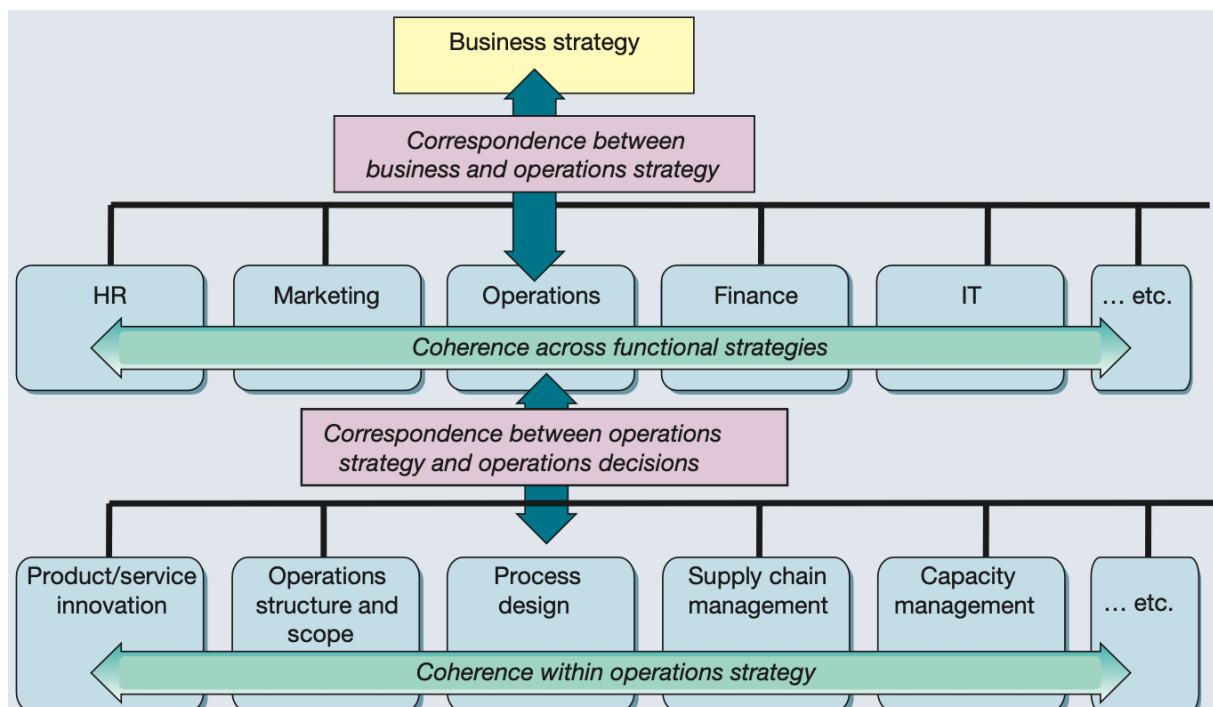 Business strategy
Correspondence between
business and operations strategy
HR
Marketing
Operations
Finance
IT
... etc.
Coherence across functional strategies
Correspondence between operations
strategy and operations decisions
Product/service
innovation
Operations
structure and
scope
Process
design
Supply chain
management
Capacity
management
... etc.
Coherence within operations strategy